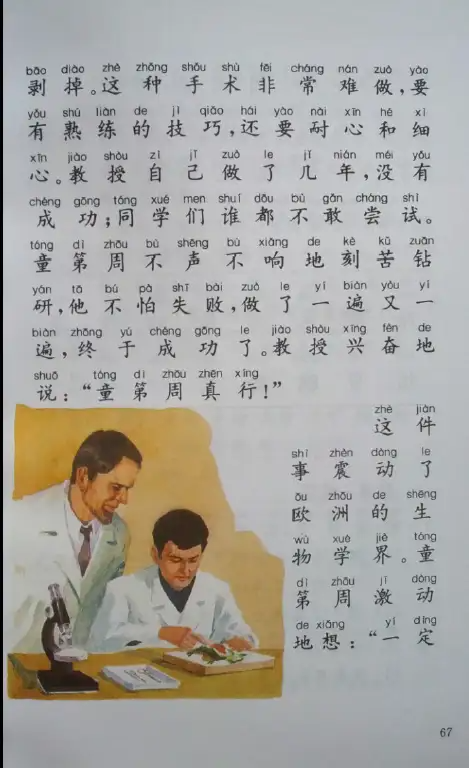 bāo diào zhè zhǒng shǒu shù fēi cháng nán zuò yào
剥掉。这种手术非常难做,要
yǒu shú liàn de jì qiǎo hái yào nài xīn hé xì
有熟练的技巧,还要耐心和细
xīn jiào shòu zì jǐ zuò le jǐ nián méi yǒu
心。教授自己做了几年,没有
chéng gōng tóng xué men shuí dōu bù gǎn cháng shì
成功;同学们谁都不敢尝试。
tóng dì zhōu bù shēng bù xiǎng de kè kǔ zuān
童第周不声不响地刻苦钻
yán tā bú pà shī bài zuò le yí biàn yòu yí
研,他不怕失败,做了一遍又一
biàn zhōng yú chéng gōng le jiào shòu xīng fèn de
遍,终于成功了。教授兴奋地
shuō tóng dì zhōu zhēn xíng
说:“童第周真行!”
zhè jiàn
这件
shì zhèn dòng le
事震动了
ōu zhōu de shēng
欧洲的生
wù xué jiè tóng
物学界。童
dì zhōu jī dòng
第周激动
de xiǎng yí dìng
地想:“一定
67